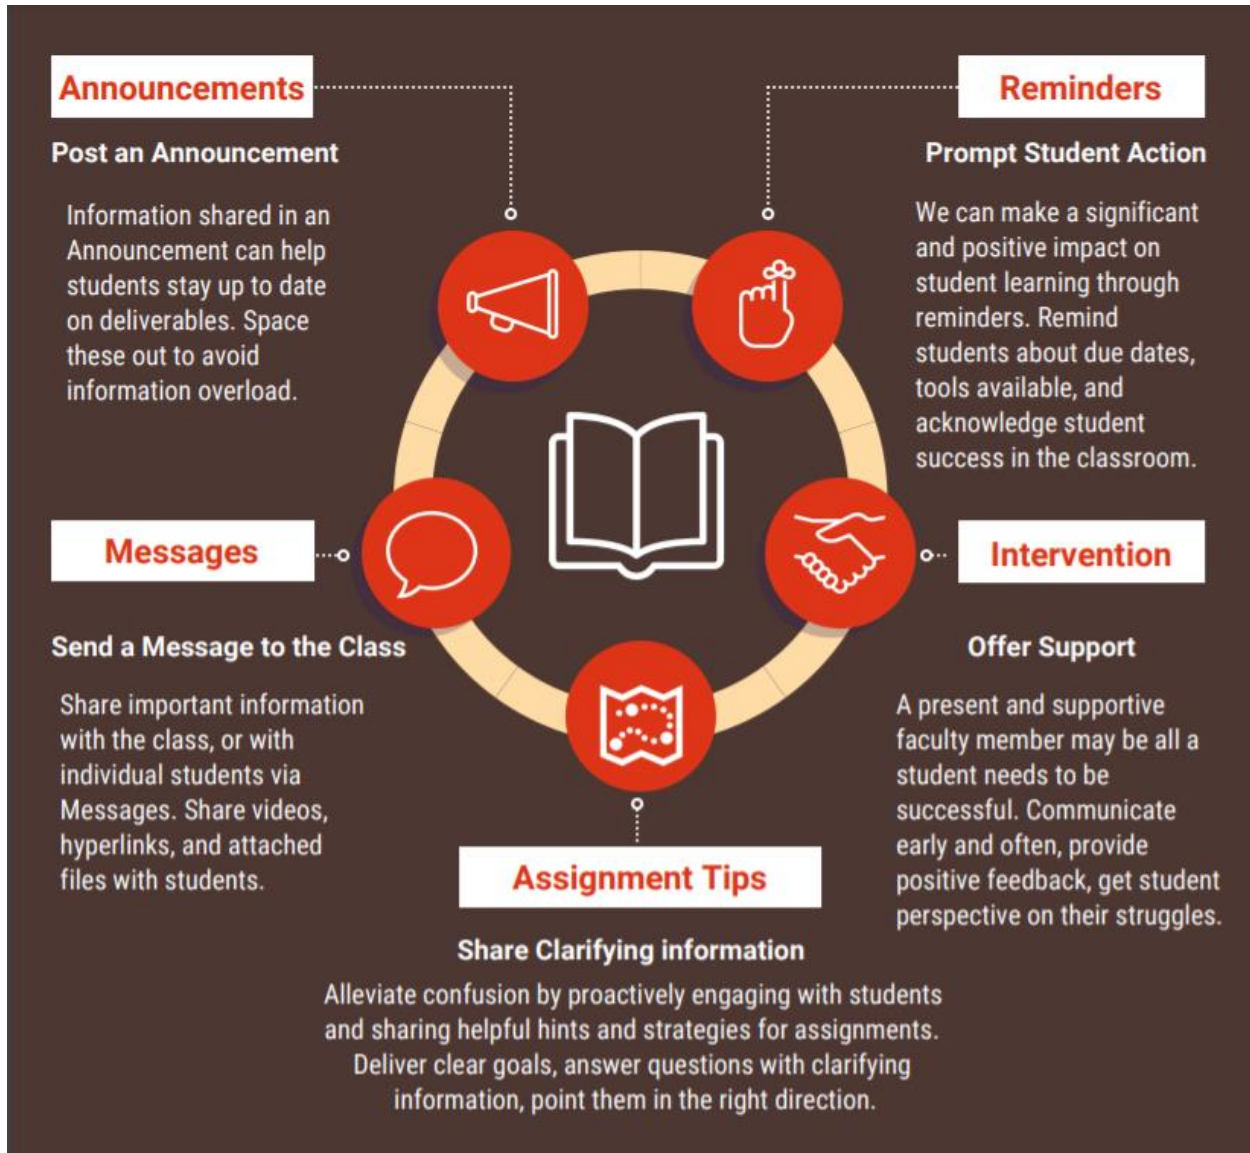 Announcements
Post an Announcement
Information shared in an
Announcement can help
students stay up to date
on deliverables. Space
these out to avoid
information overload.
Reminders
Prompt Student Action
We can make a significant
and positive impact on
student learning through
reminders. Remind
students about due dates,
tools available, and
acknowledge student
success in the classroom.
Messages
Send a Message to the Class
Share important information
with the class, or with
individual students via
Messages. Share videos,
hyperlinks, and attached
files with students.
Intervention
Offer Support
A present and supportive
faculty member may be all a
student needs to be
successful. Communicate
early and often, provide
positive feedback, get student
perspective on their struggles.
Assignment Tips
Share Clarifying information
Alleviate confusion by proactively engaging with students
and sharing helpful hints and strategies for assignments.
Deliver clear goals, answer questions with clarifying
information, point them in the right direction.